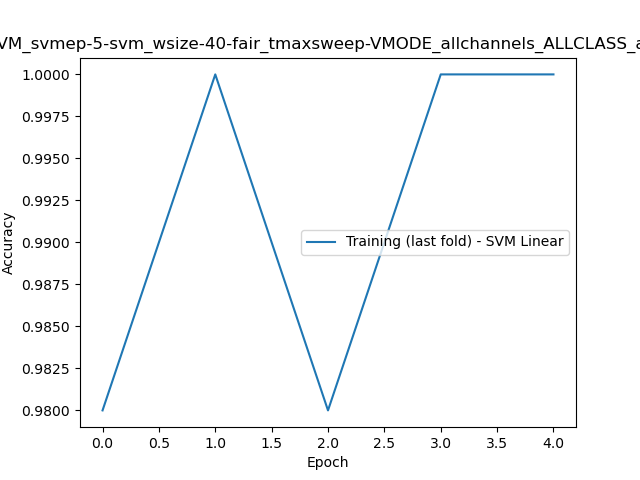 VM_svmep-5-svm_wsize-40-fair_tmaxsweep-VMODE_allchannels_ALLCLASS_a
1.0000
0.9975
0.9950
0.9925
0.9900
0.9875
0.9850
0.9825
0.9800
Accuracy
Training (last fold) - SVM Linear
0.0 0.5 1.0 1.5 2.0 2.5 3.0 3.5 4.0
Epoch